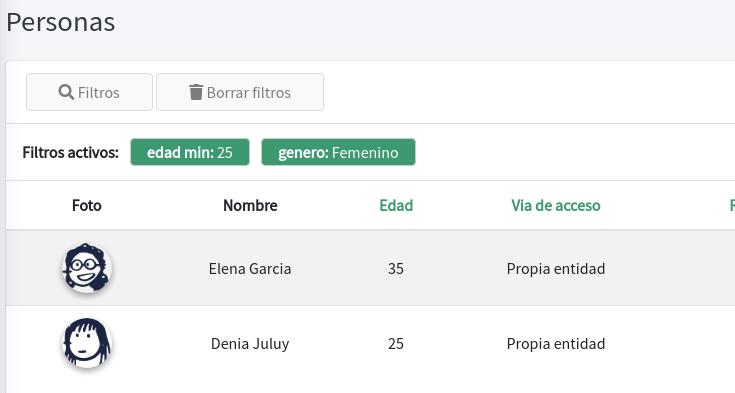 Personas
Filtros Borrar filtros
Filtros activos: edad min: 25 genero: Femenino
Foto Nombre Edad Via de acceso
Elena Garcia 35 Propia entidad
Denia Juluy 25 Propia entidad